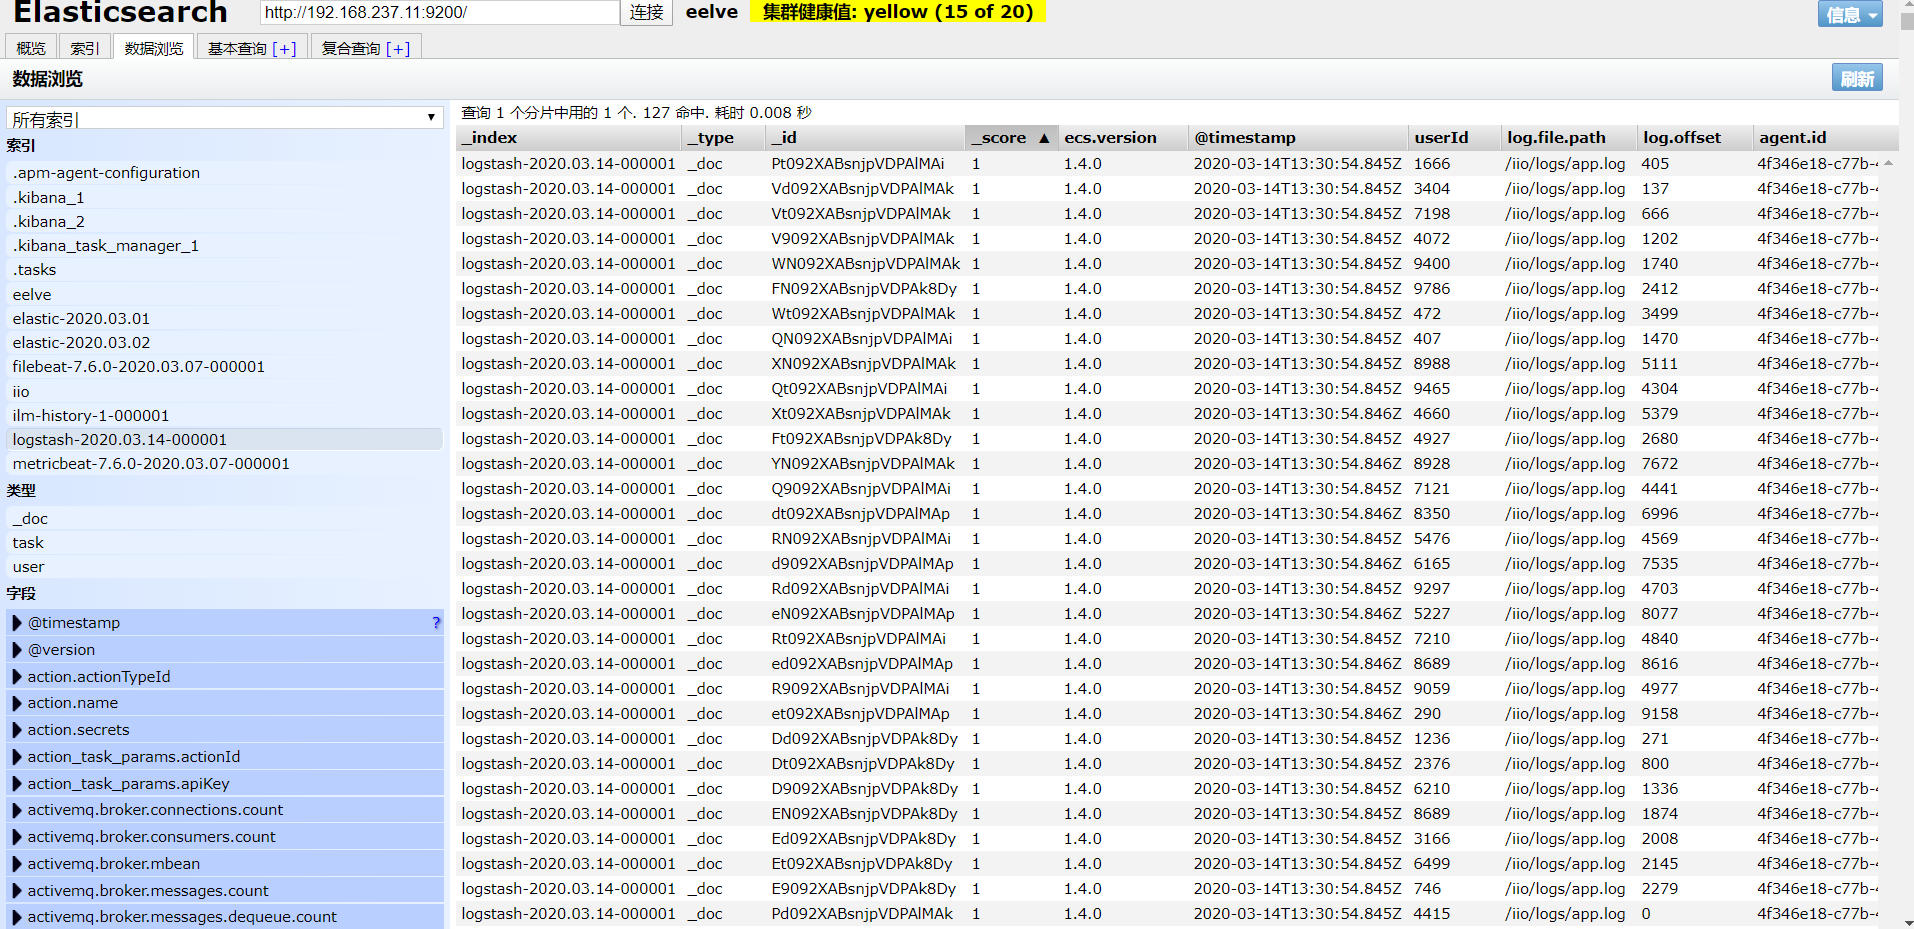 Elasticsearch http://192.168.237.11:9200/ 连接 eelve 集群健康值: yellow (15 of 20) 信息
概览 索引 数据浏览 基本查询 [+] 复合查询 [+]
数据浏览 刷新
所有索引
索引
.apm-agent-configuration
.kibana_1
.kibana_2
.kibana_task_manager_1
.tasks
eelve
elastic-2020.03.01
elastic-2020.03.02
filebeat-7.6.0-2020.03.07-000001
iio
ilm-history-1-000001
logstash-2020.03.14-000001
metricbeat-7.6.0-2020.03.07-000001
类型
_doc
task
user
字段
@timestamp ?
@version
action.actionTypeId
action.name
action.secrets
action_task_params.actionId
action_task_params.apiKey
activemq.broker.connections.count
activemq.broker.consumers.count
activemq.broker.mbean
activemq.broker.messages.count
activemq.broker.messages.dequeue.count
查询 1 个分片中用的 1 个. 127 命中. 耗时 0.008 秒
_index _type _id _score ▲ ecs.version @timestamp userId log.file.path log.offset agent.id
logstash-2020.03.14-000001 _doc Pt092XABsnjpVDPAlMAi 1 1.4.0 2020-03-14T13:30:54.845Z 1666 /iio/logs/app.log 405 4f346e18-c77b-
logstash-2020.03.14-000001 _doc Vd092XABsnjpVDPAlMAk 1 1.4.0 2020-03-14T13:30:54.845Z 3404 /iio/logs/app.log 137 4f346e18-c77b-
logstash-2020.03.14-000001 _doc Vt092XABsnjpVDPAlMAk 1 1.4.0 2020-03-14T13:30:54.845Z 7198 /iio/logs/app.log 666 4f346e18-c77b-
logstash-2020.03.14-000001 _doc V9092XABsnjpVDPAlMAk 1 1.4.0 2020-03-14T13:30:54.845Z 4072 /iio/logs/app.log 1202 4f346e18-c77b-
logstash-2020.03.14-000001 _doc WN092XABsnjpVDPAlMAk 1 1.4.0 2020-03-14T13:30:54.845Z 9400 /iio/logs/app.log 1740 4f346e18-c77b-
logstash-2020.03.14-000001 _doc FN092XABsnjpVDPAk8Dy 1 1.4.0 2020-03-14T13:30:54.845Z 9786 /iio/logs/app.log 2412 4f346e18-c77b-
logstash-2020.03.14-000001 _doc Wt092XABsnjpVDPAlMAk 1 1.4.0 2020-03-14T13:30:54.845Z 472 /iio/logs/app.log 3499 4f346e18-c77b-
logstash-2020.03.14-000001 _doc QN092XABsnjpVDPAlMAi 1 1.4.0 2020-03-14T13:30:54.845Z 407 /iio/logs/app.log 1470 4f346e18-c77b-
logstash-2020.03.14-000001 _doc XN092XABsnjpVDPAlMAk 1 1.4.0 2020-03-14T13:30:54.845Z 8988 /iio/logs/app.log 5111 4f346e18-c77b-
logstash-2020.03.14-000001 _doc Qt092XABsnjpVDPAlMAi 1 1.4.0 2020-03-14T13:30:54.845Z 9465 /iio/logs/app.log 4304 4f346e18-c77b-
logstash-2020.03.14-000001 _doc Xt092XABsnjpVDPAlMAk 1 1.4.0 2020-03-14T13:30:54.846Z 4660 /iio/logs/app.log 5379 4f346e18-c77b-
logstash-2020.03.14-000001 _doc Ft092XABsnjpVDPAk8Dy 1 1.4.0 2020-03-14T13:30:54.845Z 4927 /iio/logs/app.log 2680 4f346e18-c77b-
logstash-2020.03.14-000001 _doc YN092XABsnjpVDPAlMAk 1 1.4.0 2020-03-14T13:30:54.846Z 8928 /iio/logs/app.log 7672 4f346e18-c77b-
logstash-2020.03.14-000001 _doc Q9092XABsnjpVDPAlMAi 1 1.4.0 2020-03-14T13:30:54.845Z 7121 /iio/logs/app.log 4441 4f346e18-c77b-
logstash-2020.03.14-000001 _doc dt092XABsnjpVDPAlMAp 1 1.4.0 2020-03-14T13:30:54.846Z 8350 /iio/logs/app.log 6996 4f346e18-c77b-
logstash-2020.03.14-000001 _doc RN092XABsnjpVDPAlMAi 1 1.4.0 2020-03-14T13:30:54.845Z 5476 /iio/logs/app.log 4569 4f346e18-c77b-
logstash-2020.03.14-000001 _doc d9092XABsnjpVDPAlMAp 1 1.4.0 2020-03-14T13:30:54.846Z 6165 /iio/logs/app.log 7535 4f346e18-c77b-
logstash-2020.03.14-000001 _doc Rd092XABsnjpVDPAlMAi 1 1.4.0 2020-03-14T13:30:54.845Z 9297 /iio/logs/app.log 4703 4f346e18-c77b-
logstash-2020.03.14-000001 _doc eN092XABsnjpVDPAlMAp 1 1.4.0 2020-03-14T13:30:54.846Z 5227 /iio/logs/app.log 8077 4f346e18-c77b-
logstash-2020.03.14-000001 _doc Rt092XABsnjpVDPAlMAi 1 1.4.0 2020-03-14T13:30:54.845Z 7210 /iio/logs/app.log 4840 4f346e18-c77b-
logstash-2020.03.14-000001 _doc ed092XABsnjpVDPAlMAp 1 1.4.0 2020-03-14T13:30:54.846Z 8689 /iio/logs/app.log 8616 4f346e18-c77b-
logstash-2020.03.14-000001 _doc R9092XABsnjpVDPAlMAi 1 1.4.0 2020-03-14T13:30:54.845Z 9059 /iio/logs/app.log 4977 4f346e18-c77b-
logstash-2020.03.14-000001 _doc et092XABsnjpVDPAlMAp 1 1.4.0 2020-03-14T13:30:54.846Z 290 /iio/logs/app.log 9158 4f346e18-c77b-
logstash-2020.03.14-000001 _doc Dd092XABsnjpVDPAk8Dy 1 1.4.0 2020-03-14T13:30:54.845Z 1236 /iio/logs/app.log 271 4f346e18-c77b-
logstash-2020.03.14-000001 _doc Dt092XABsnjpVDPAk8Dy 1 1.4.0 2020-03-14T13:30:54.845Z 2376 /iio/logs/app.log 800 4f346e18-c77b-
logstash-2020.03.14-000001 _doc D9092XABsnjpVDPAk8Dy 1 1.4.0 2020-03-14T13:30:54.845Z 6210 /iio/logs/app.log 1336 4f346e18-c77b-
logstash-2020.03.14-000001 _doc EN092XABsnjpVDPAk8Dy 1 1.4.0 2020-03-14T13:30:54.845Z 8689 /iio/logs/app.log 1874 4f346e18-c77b-
logstash-2020.03.14-000001 _doc Ed092XABsnjpVDPAk8Dy 1 1.4.0 2020-03-14T13:30:54.845Z 3166 /iio/logs/app.log 2008 4f346e18-c77b-
logstash-2020.03.14-000001 _doc Et092XABsnjpVDPAk8Dy 1 1.4.0 2020-03-14T13:30:54.845Z 6499 /iio/logs/app.log 2145 4f346e18-c77b-
logstash-2020.03.14-000001 _doc E9092XABsnjpVDPAk8Dy 1 1.4.0 2020-03-14T13:30:54.845Z 746 /iio/logs/app.log 2279 4f346e18-c77b-
logstash-2020.03.14-000001 _doc Pd092XABsnjpVDPAlMAk 1 1.4.0 2020-03-14T13:30:54.845Z 4415 /iio/logs/app.log 0 4f346e18-c77b-